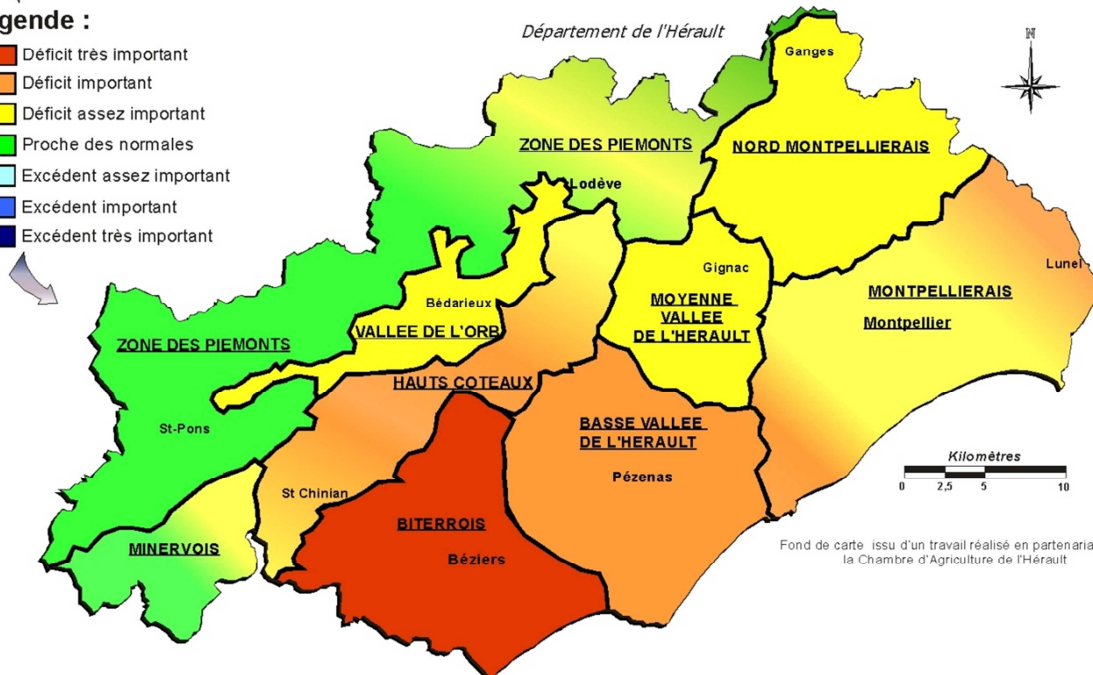 gende :
Déficit très important
Déficit important
Déficit assez important
Proche des normales
Excédent assez important
Excédent important
Excédent très important
Département de l'Hérault
N
Ganges
ZONE DES PIEMONTS
NORD MONTPELLIERAIS
Lodève
Gignac
Lunel
MONTPELLIERAIS
Montpellier
MOYENNE
VALLEE
DE L'HERAULT
Bédarieux
VALLEE DE L'ORB
ZONE DES PIEMONTS
HAUTS COTEAUX
St-Pons
BASSE VALLEE
DE L'HERAULT
Pézenas
St Chinian
BITERROIS
Béziers
MINERVOIS
Kilomètres
0 2,5 5 10
Fond de carte issu d'un travail réalisé en partenaria
la Chambre d'Agriculture de l'Hérault